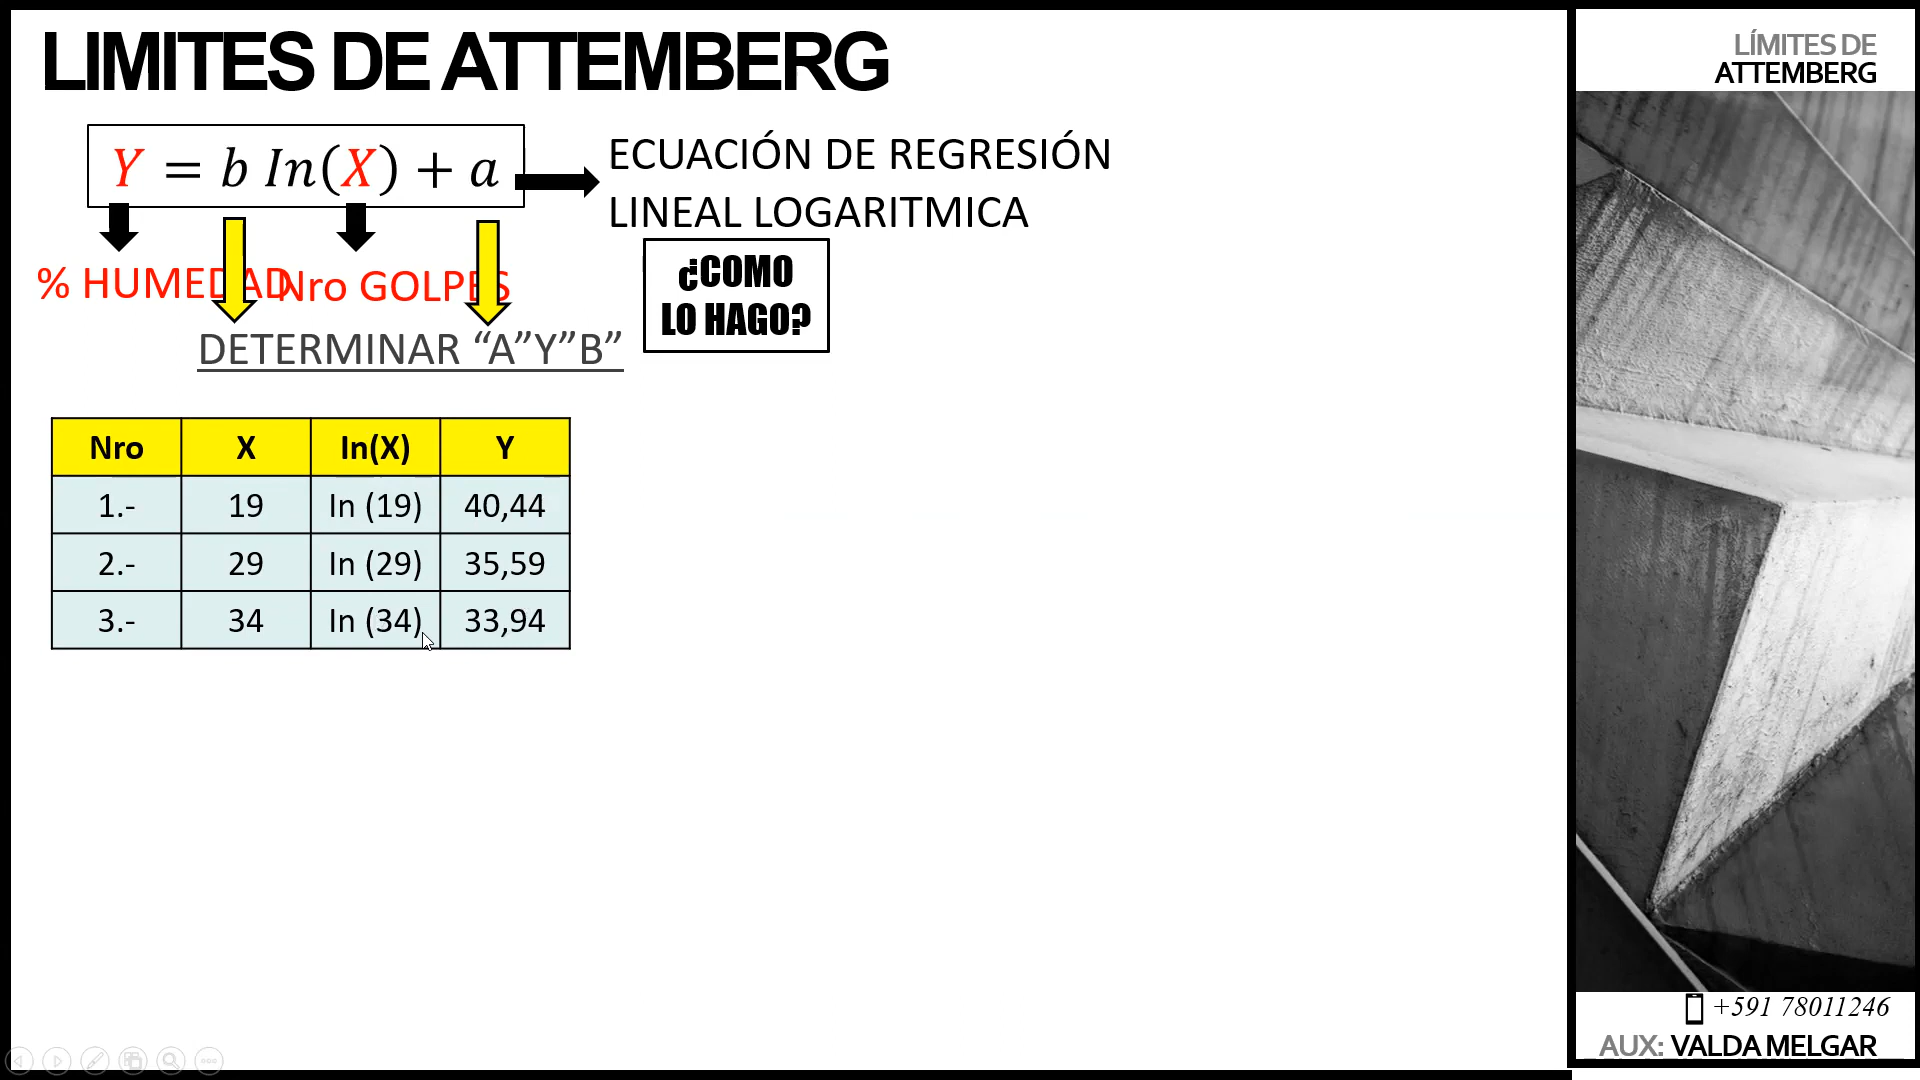 LIMITES DE ATTEMBERG
Y = b In(X) + a
ECUACIÓN DE REGRESIÓN
LINEAL LOGARITMICA
% HUMEDAD
Nro GOLPES
DETERMINAR “A”Y”B”
¿COMO
LO HAGO?
Nro X In(X) Y
1.- 19 In (19) 40,44
2.- 29 In (29) 35,59
3.- 34 In (34) 33,94
LÍMITES DE
ATTEMBERG
+591 78011246
AUX: VALDA MELGAR